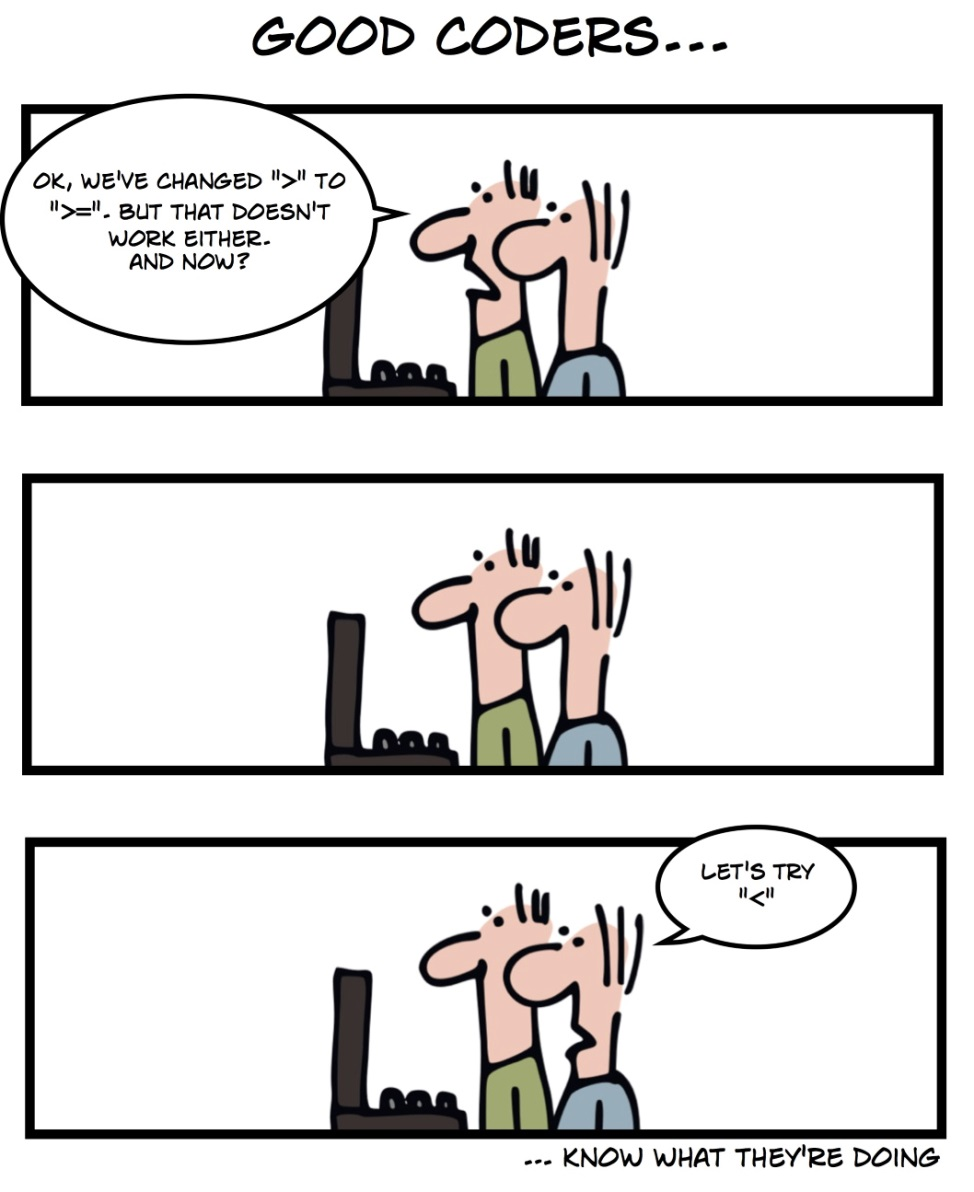 GOOD CODERS...
OK, WE'VE CHANGED ">" TO
">=". BUT THAT DOESN'T
WORK EITHER.
AND NOW?
LET'S TRY
"<"
... KNOW WHAT THEY'RE DOING